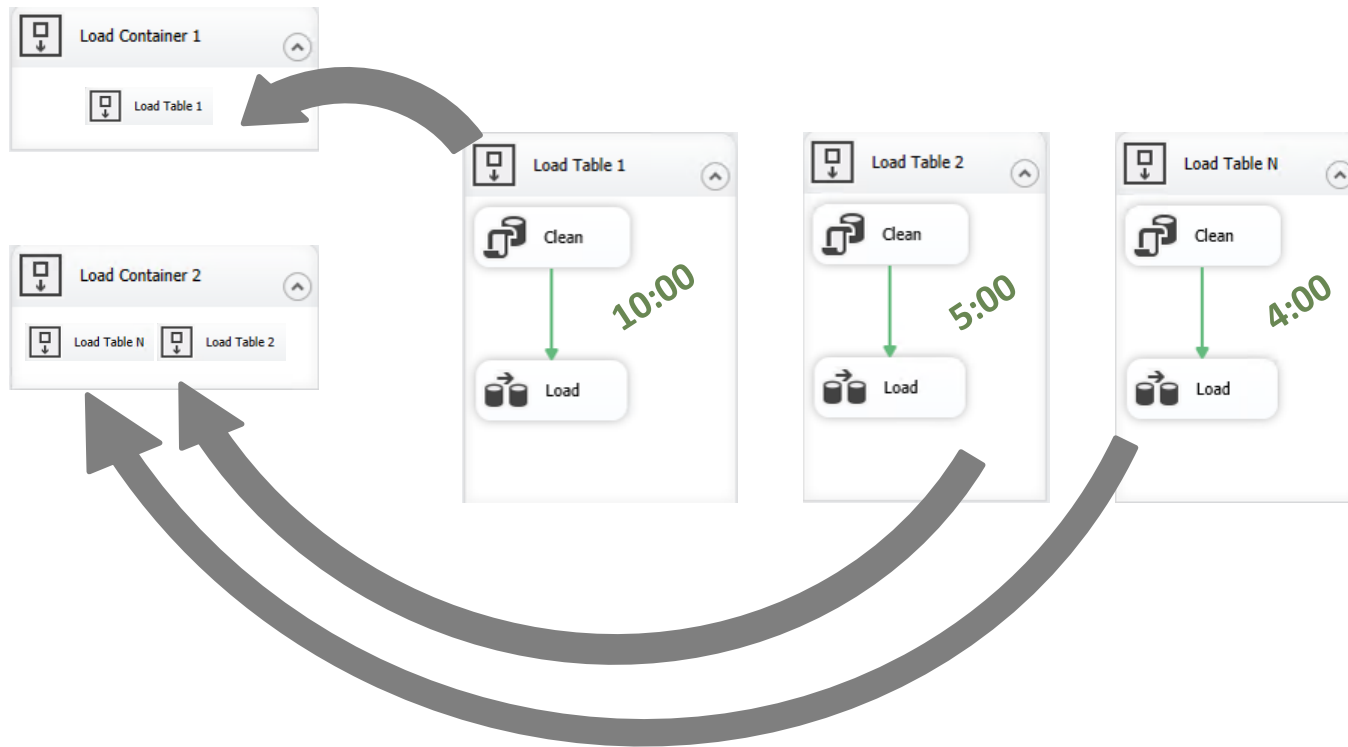 Load Container 1
Load Table 1
Load Container 2
Load Table N
Load Table 2
Load Table 1
Clean
10:00
Load
Load Table 2
Clean
5:00
Load
Load Table N
Clean
4:00
Load